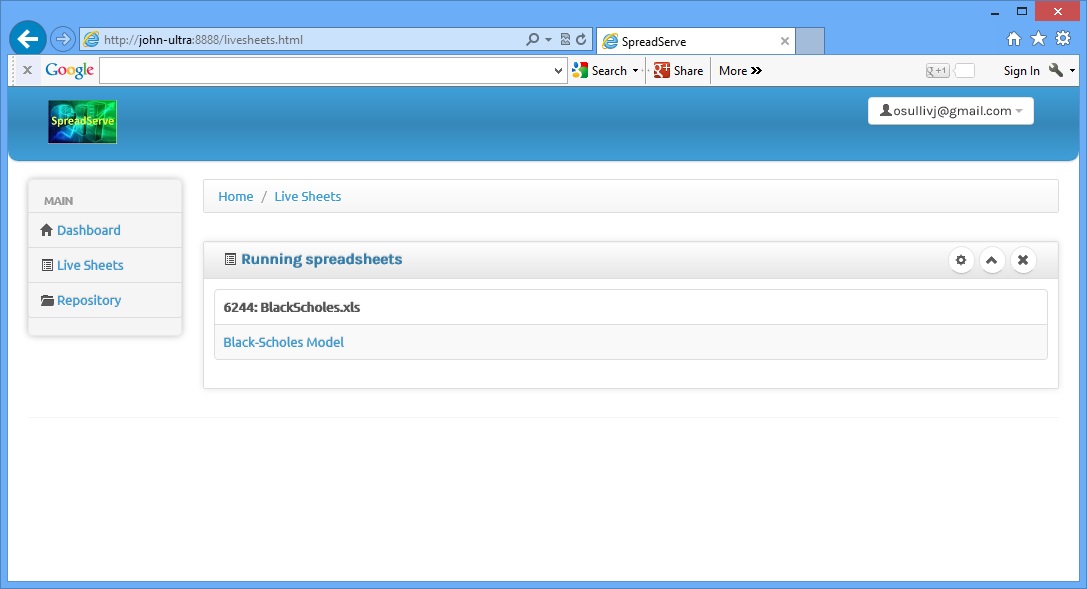 http://john-ultra:8888/livesheets.html
SpreadServe
Google
Search
Share
More
+1
Sign In
SpreadServe
osullivj@gmail.com
MAIN
Home / Live Sheets
Dashboard
Live Sheets
Repository
Running spreadsheets
6244: BlackScholes.xls
Black-Scholes Model